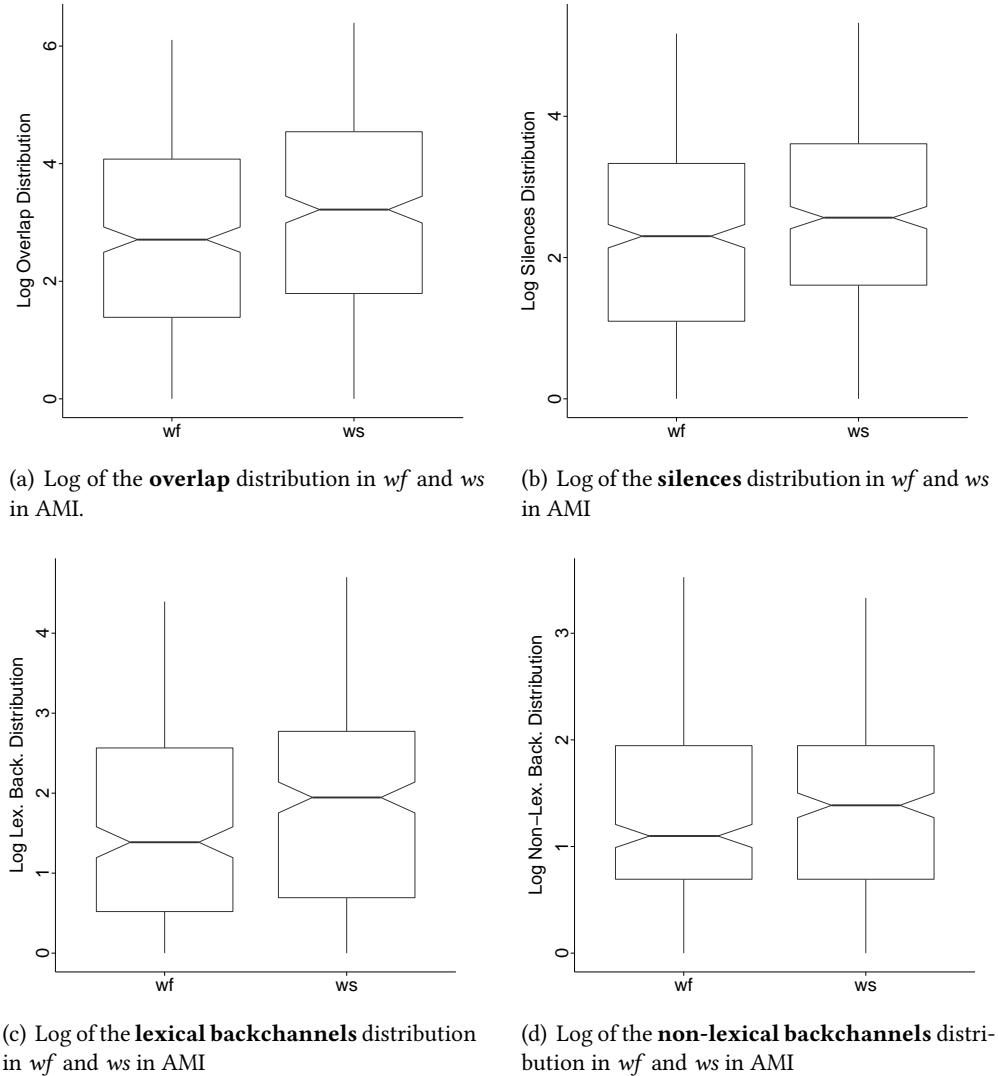 Log Overlap Distribution
6
4
2
0
wf
ws
(a) Log of the overlap distribution in wf and ws
in AMI.
Log Silences Distribution
4
2
0
wf
ws
(b) Log of the silences distribution in wf and ws
in AMI
Log Lex. Back. Distribution
4
3
2
1
0
wf
ws
(c) Log of the lexical backchannels distribution
in wf and ws in AMI
Log Non−Lex. Back. Distribution
3
2
1
0
wf
ws
(d) Log of the non-lexical backchannels distri-
bution in wf and ws in AMI